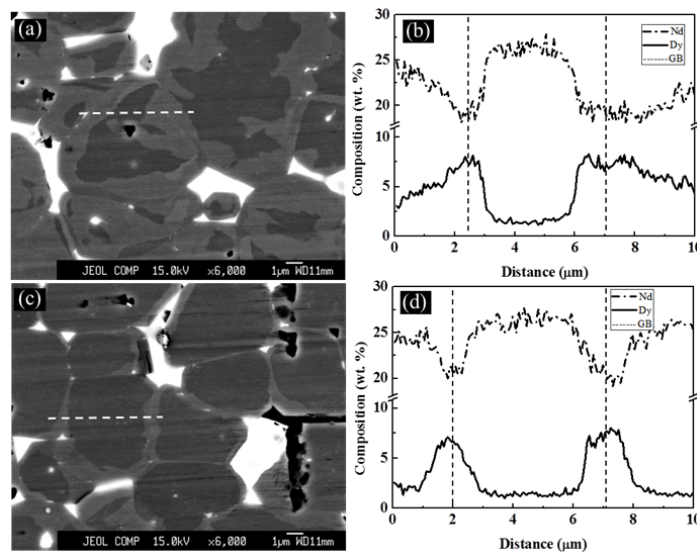 (a)
JEOL COMP 15.0kV ×6,000 1μm WD11mm
(b)
Nd
Dy
GB
Composition (wt. %)
30
25
20
10
5
0
0 2 4 6 8 10
Distance (μm)
(c)
JEOL COMP 15.0kV ×6,000 1μm WD11mm
(d)
Nd
Dy
GB
Composition (wt. %)
30
25
20
10
5
0
0 2 4 6 8 10
Distance (μm)